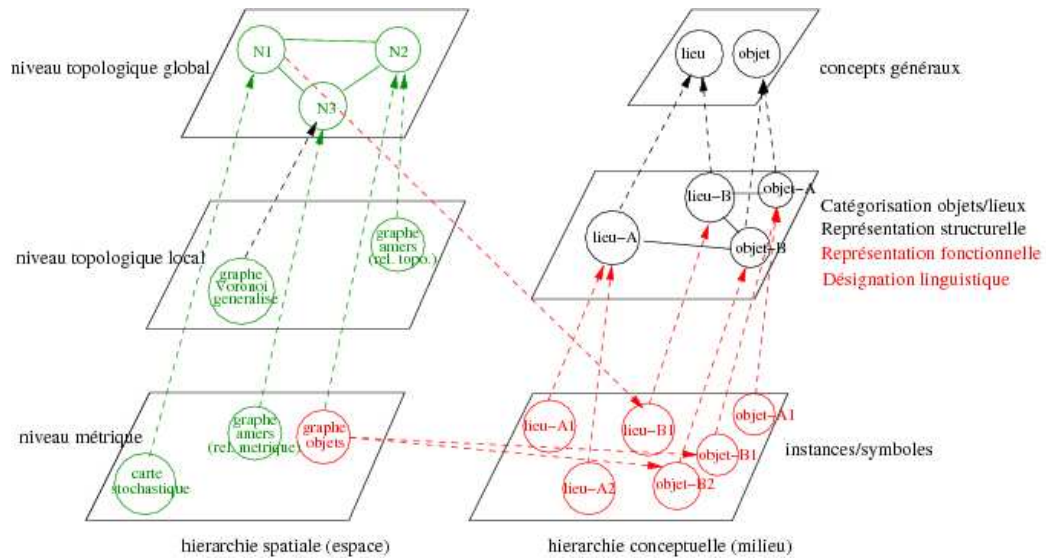 niveau topologique global
N1
N2
N3
lieu
objet
concepts généraux
niveau topologique local
graphe
Voronoi
generalise
graphe
amers
(rel. topo.)
lieu-A
lieu-B
objet-A
objet-B
Catégorisation objets/lieux
Représentation structurelle
Représentation fonctionnelle
Désignation linguistique
niveau métrique
carte
stochastique
graphe
amers
(rel. metrique)
graphe
objets
lieu-A1
lieu-A2
lieu-B1
objet-A1
objet-B1
objet-B2
instances/symboles
hierarchie spatiale (espace)
hierarchie conceptuelle (milieu)